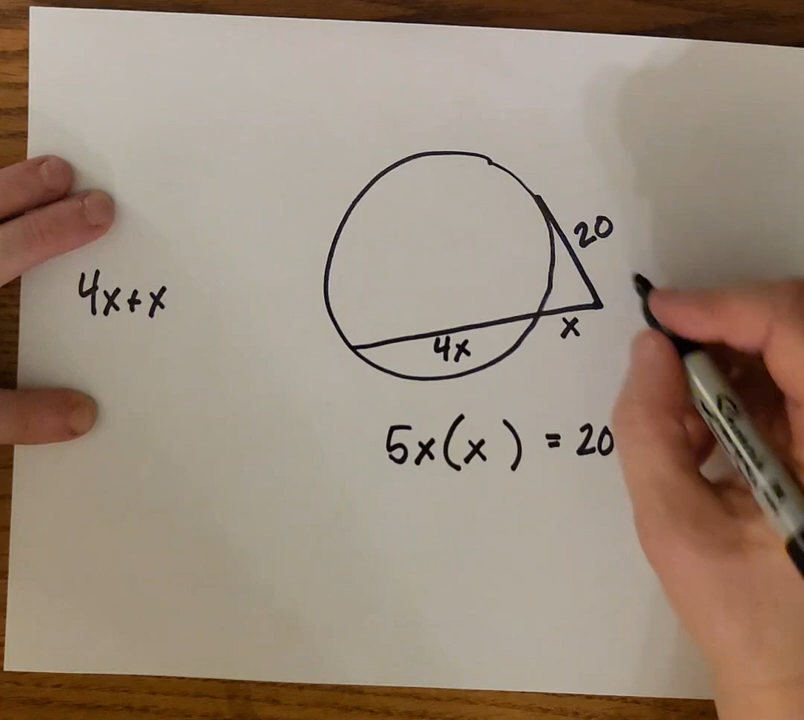 20
4x+x
x
4x
5x(x ) = 20